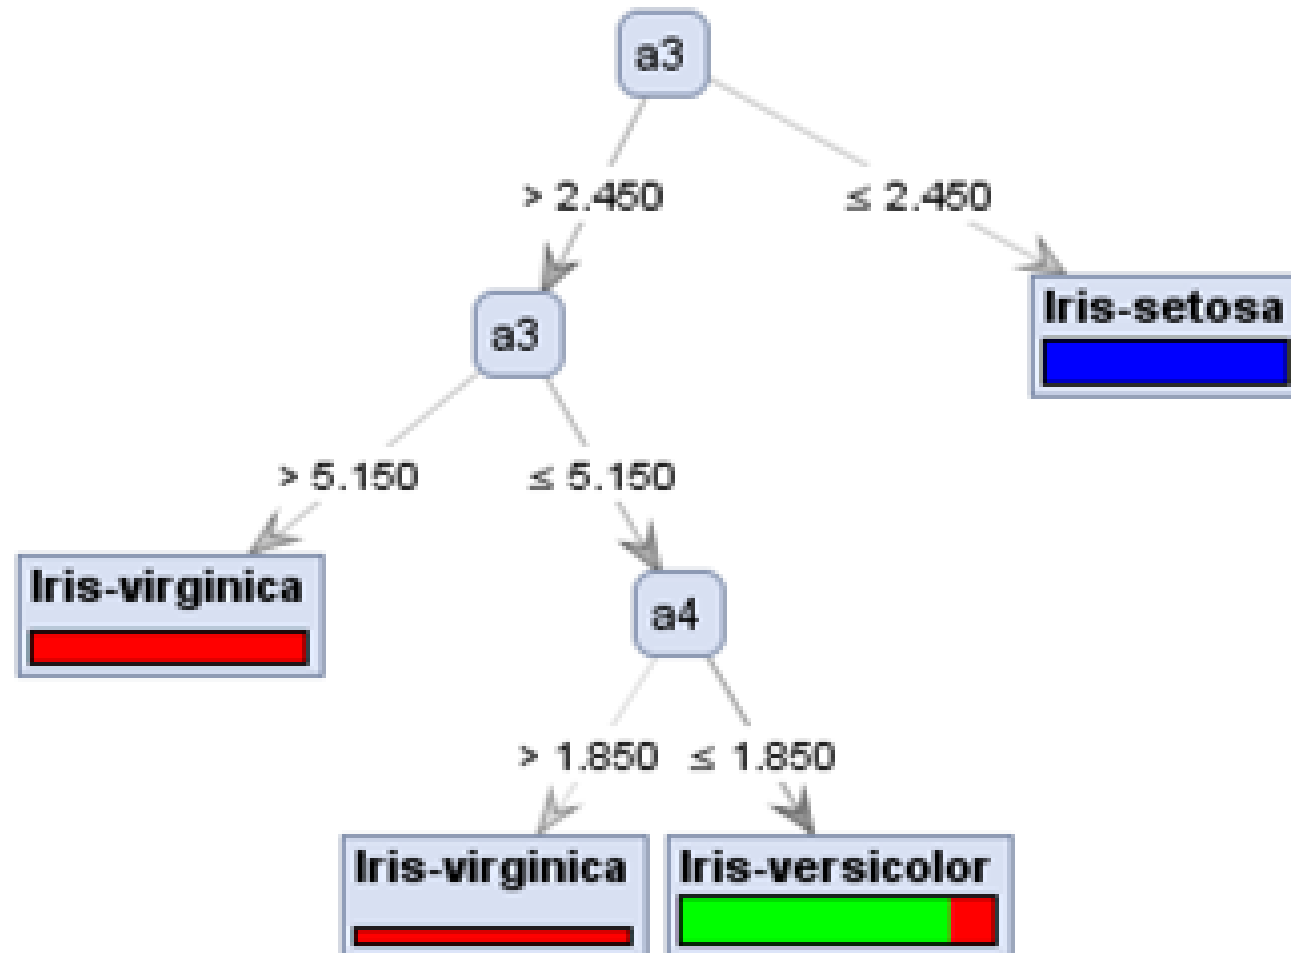 a3
> 2.450
≤ 2.450
a3
Iris-setosa
> 5.150
≤ 5.150
Iris-virginica
a4
> 1.850
≤ 1.850
Iris-virginica
Iris-versicolor